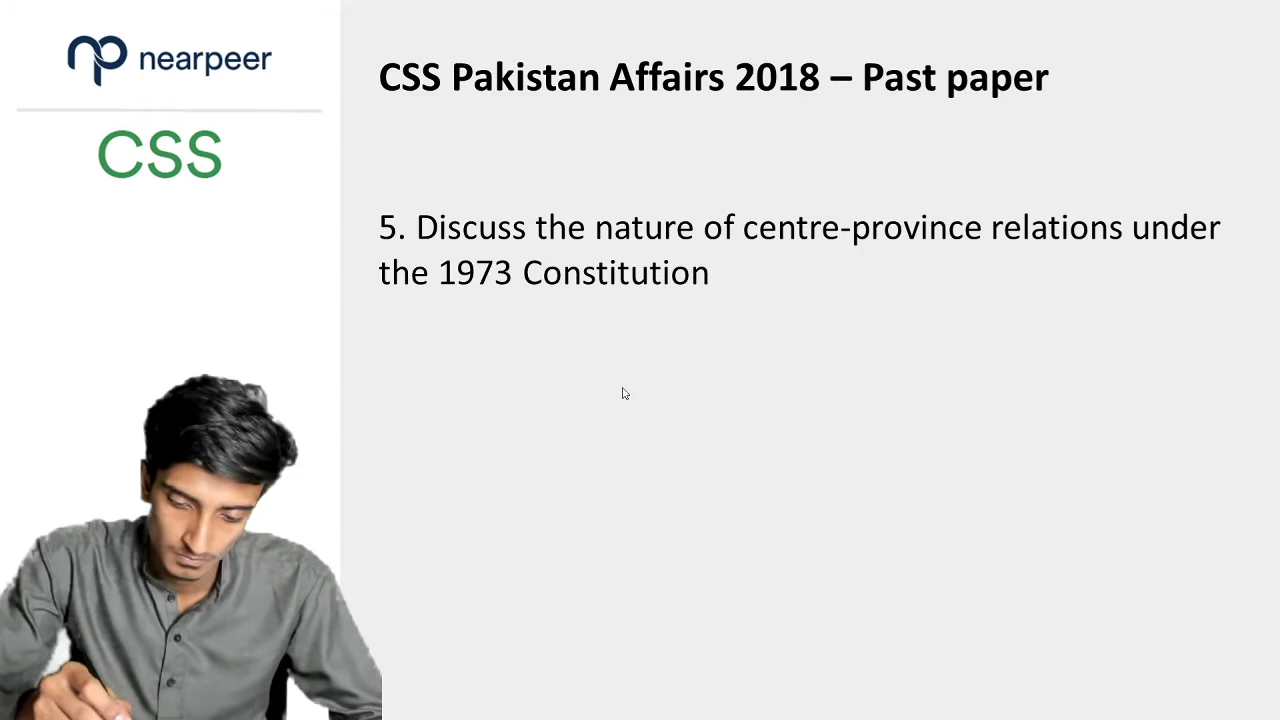 nearpeer
CSS
CSS Pakistan Affairs 2018 – Past paper
5. Discuss the nature of centre-province relations under
the 1973 Constitution